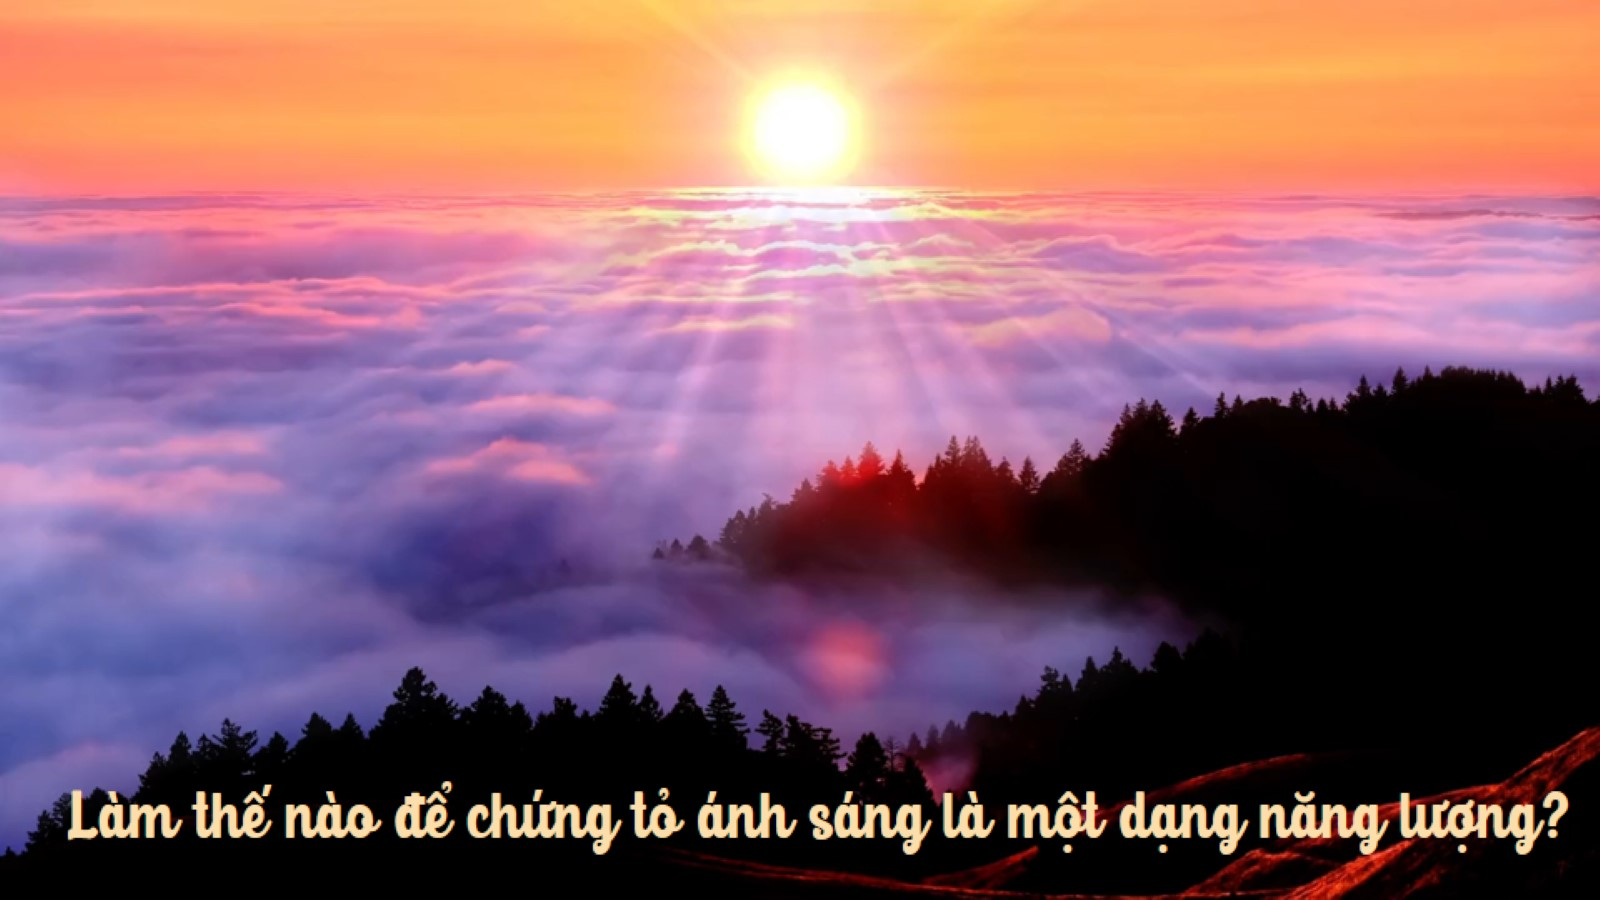 Làm thế nào để chứng tỏ ánh sáng là một dạng năng lượng?